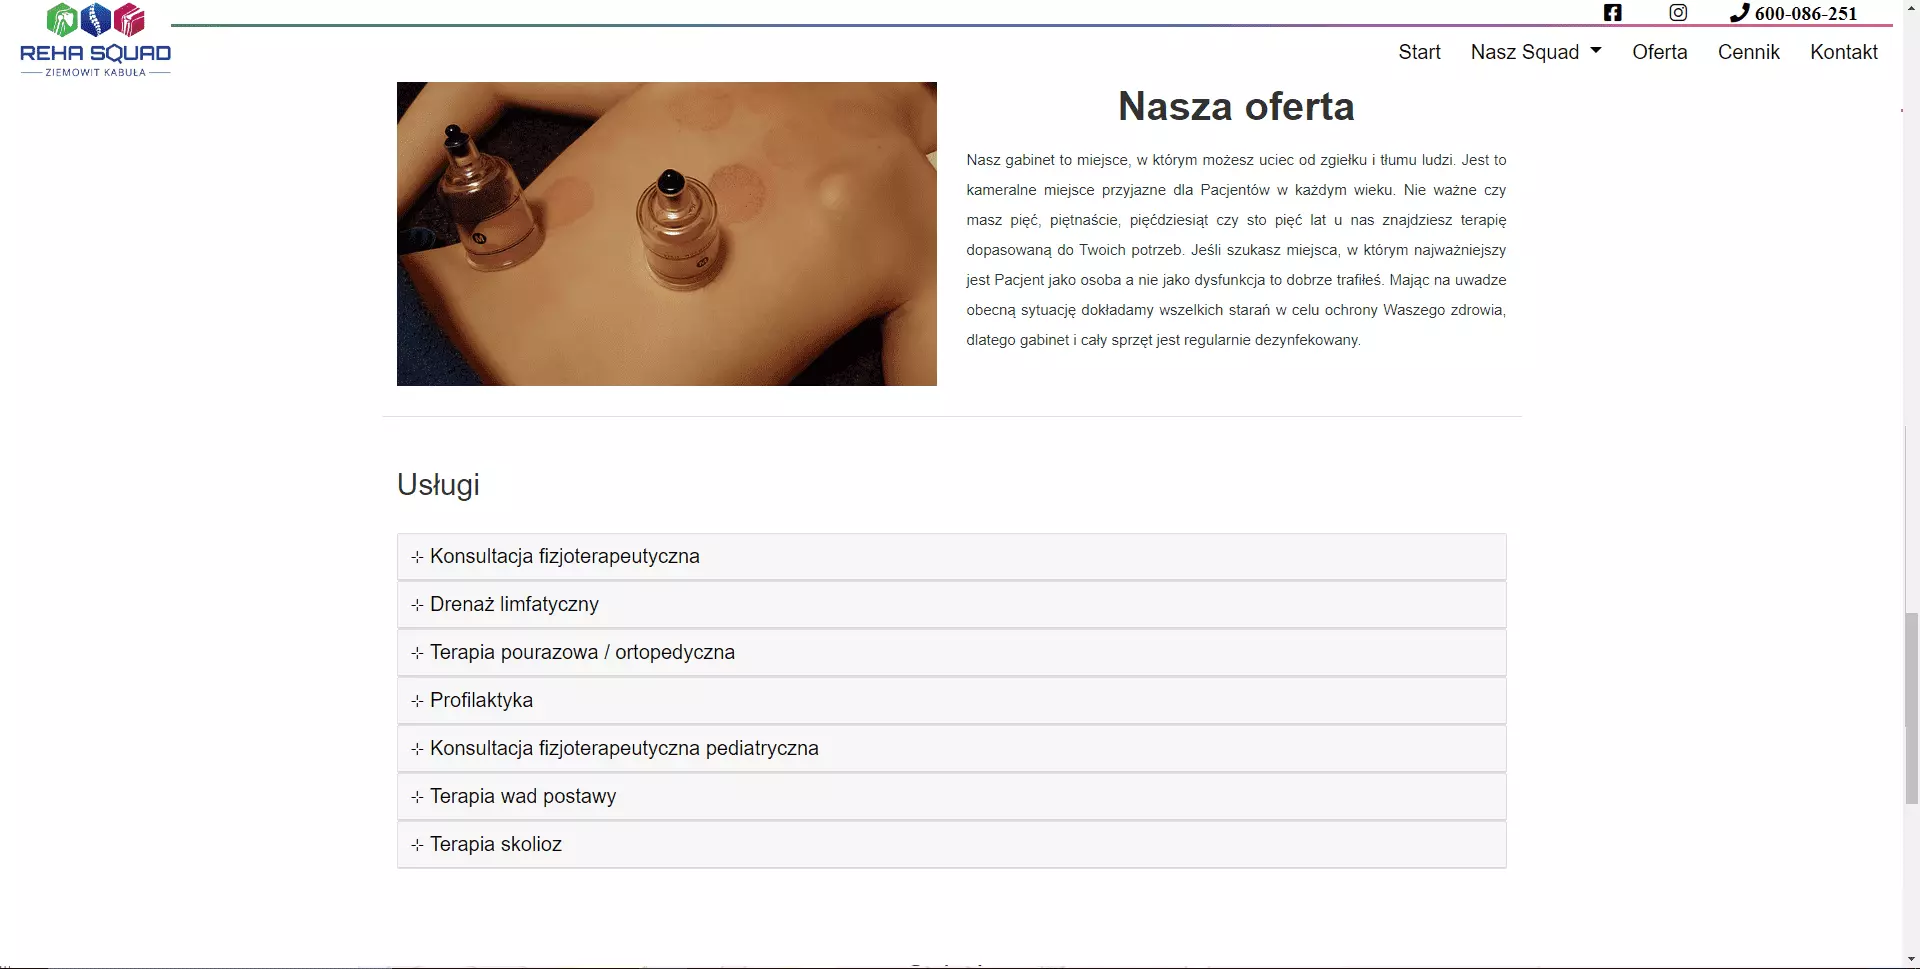 REHA SQUAD
ZIEMOWIT KABUŁA
600-086-251
Start
Nasz Squad
Oferta
Cennik
Kontakt
Nasza oferta
Nasz gabinet to miejsce, w którym możesz uciec od zgiełku i tłumu ludzi. Jest to
kameralne miejsce przyjazne dla Pacjentów w każdym wieku. Nie ważne czy
masz pięć, piętnaście, pięćdziesiąt czy sto pięć lat u nas znajdziesz terapię
dopasowaną do Twoich potrzeb. Jeśli szukasz miejsca, w którym najważniejszy
jest Pacjent jako osoba a nie jako dysfunkcja to dobrze trafiłeś. Mając na uwadze
obecną sytuację dokładamy wszelkich starań w celu ochrony Waszego zdrowia,
dlatego gabinet i cały sprzęt jest regularnie dezynfekowany.
Usługi
Konsultacja fizjoterapeutyczna
Drenaż limfatyczny
Terapia pourazowa / ortopedyczna
Profilaktyka
Konsultacja fizjoterapeutyczna pediatryczna
Terapia wad postawy
Terapia skolioz